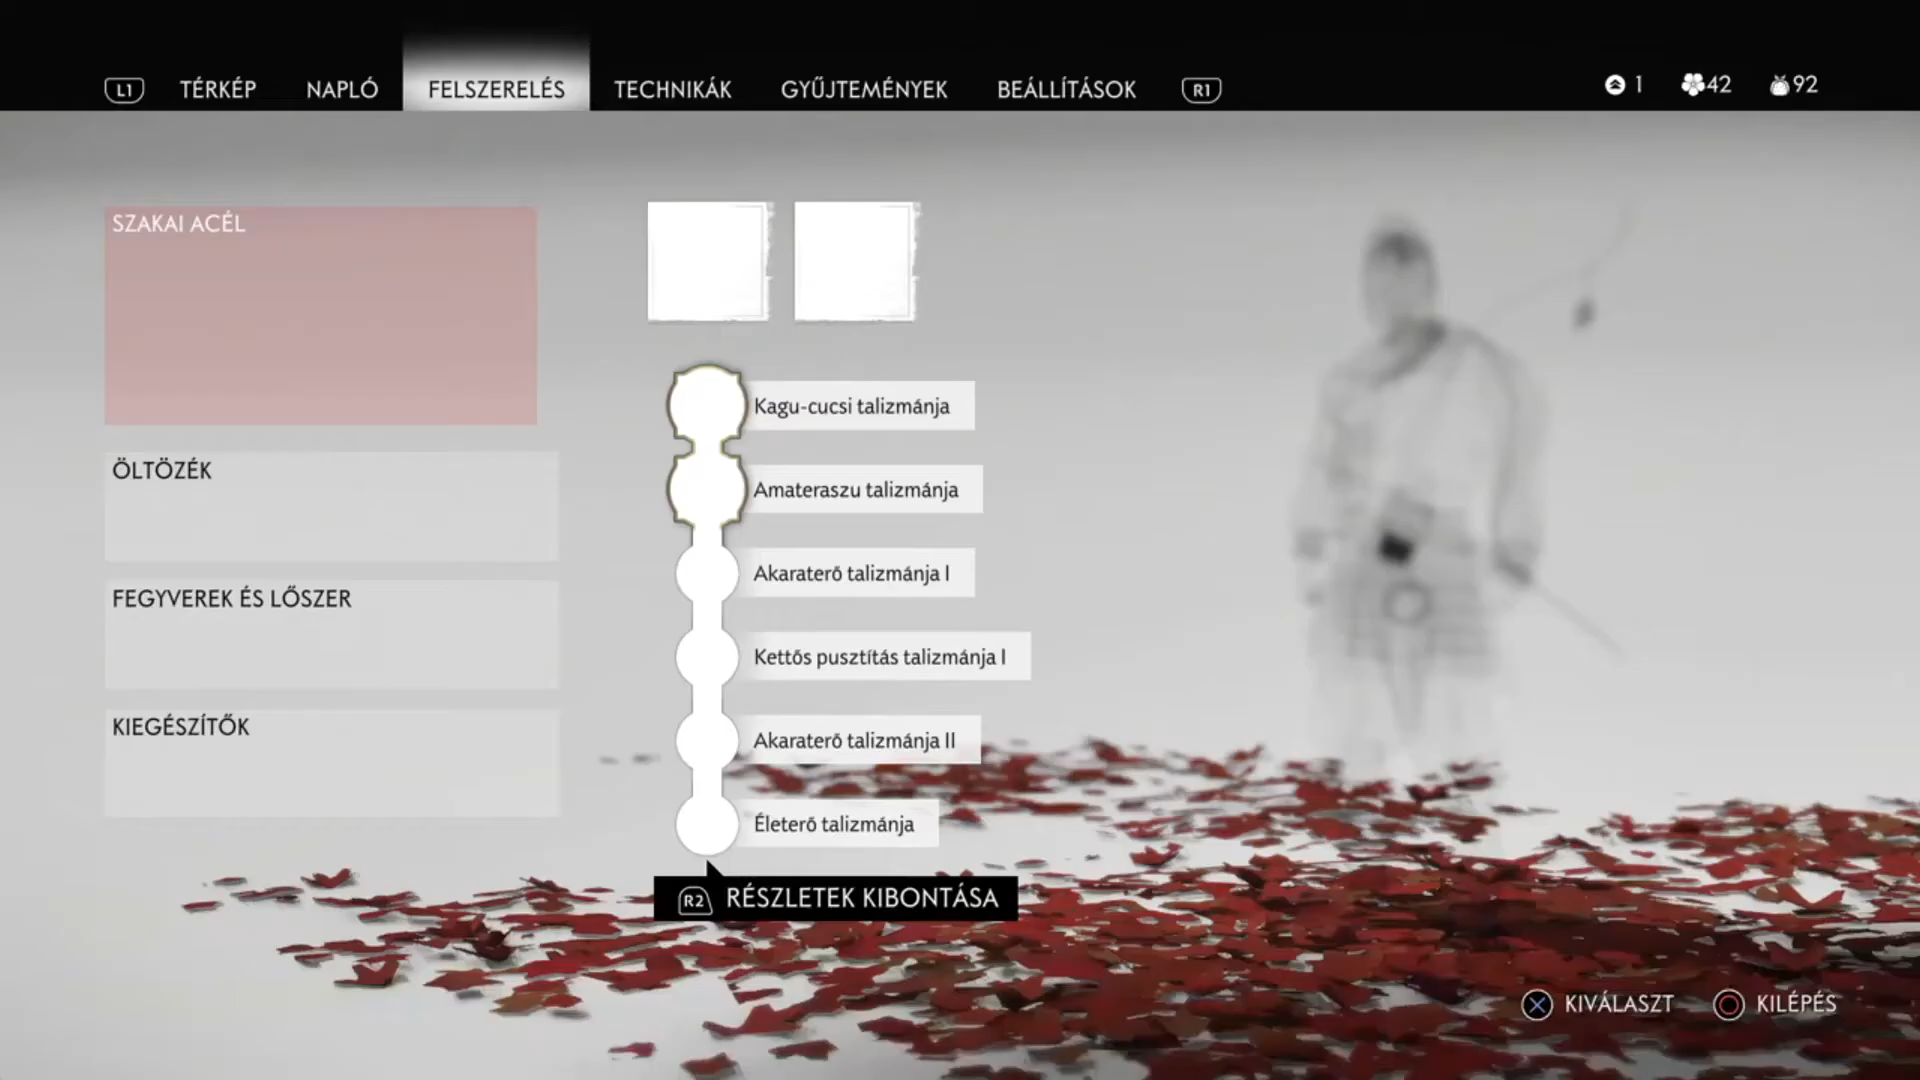 L1 TÉRKÉP NAPLÓ FELSZERELÉS TECHNIKÁK GYŰJTEMÉNYEK BEÁLLÍTÁSOK R1 1 42 92
SZAKAI ACÉL
ÖLTÖZÉK
FEGYVEREK ÉS LŐSZER
KIEGÉSZÍTŐK
Kagu-cucsi talizmánja
Amateraszu talizmánja
Akaraterő talizmánja I
Kettős pusztítás talizmánja I
Akaraterő talizmánja II
Életerő talizmánja
R2 RÉSZLETEK KIBONTÁSA
KIVÁLASZT KILÉPÉS